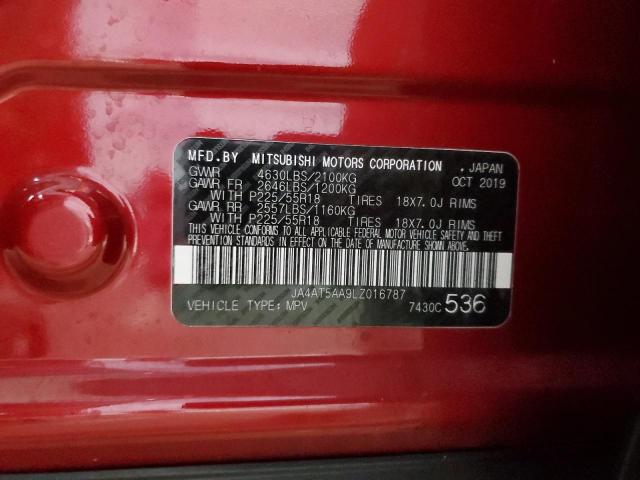 MFD.BY MITSUBISHI MOTORS CORPORATION . JAPAN
GVWR 4630LBS/2100KG OCT 2019
GAWR FR 2646LBS/1200KG
WITH P225/55R18 TIRES 18X7.0J RIMS
GAWR RR 2557LBS/1160KG
WITH P225/55R18 TIRES 18X7.0J RIMS
THIS VEHICLE CONFORMS TO ALL APPLICABLE FEDERAL MOTOR VEHICLE SAFETY AND THEFT
PREVENTION STANDARDS IN EFFECT ON THE DATE OF MANUFACTURE SHOWN ABOVE.
JA4AT5AA9LZ016787
VEHICLE TYPE: MPV 7430C 536